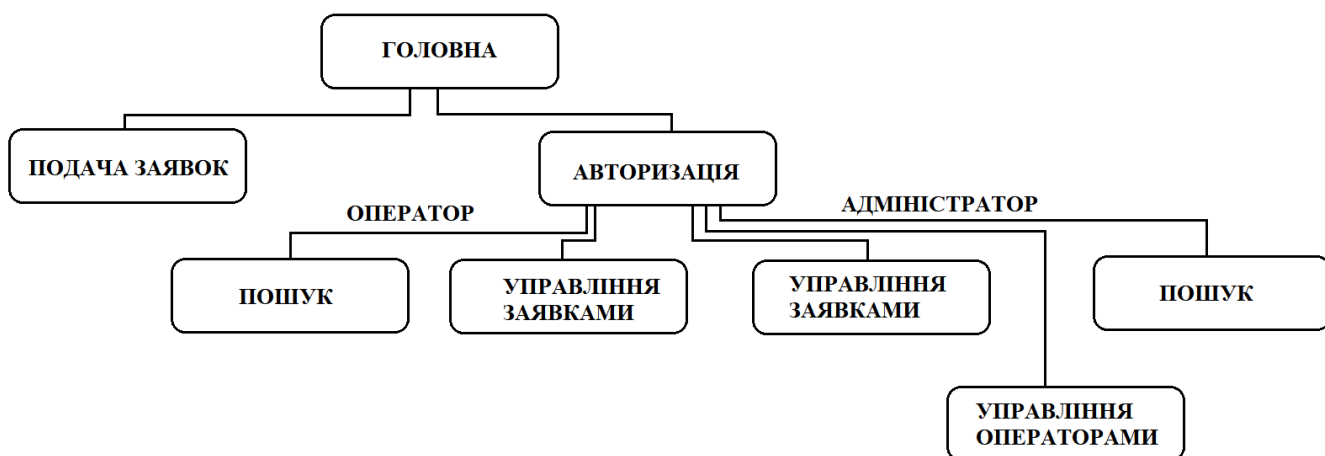 ГОЛОВНА
ПОДАЧА ЗАЯВОК
АВТОРИЗАЦІЯ
ОПЕРАТОР
АДМІНІСТРАТОР
ПОШУК
УПРАВЛІННЯ
ЗАЯВКАМИ
УПРАВЛІННЯ
ЗАЯВКАМИ
ПОШУК
УПРАВЛІННЯ
ОПЕРАТОРАМИ